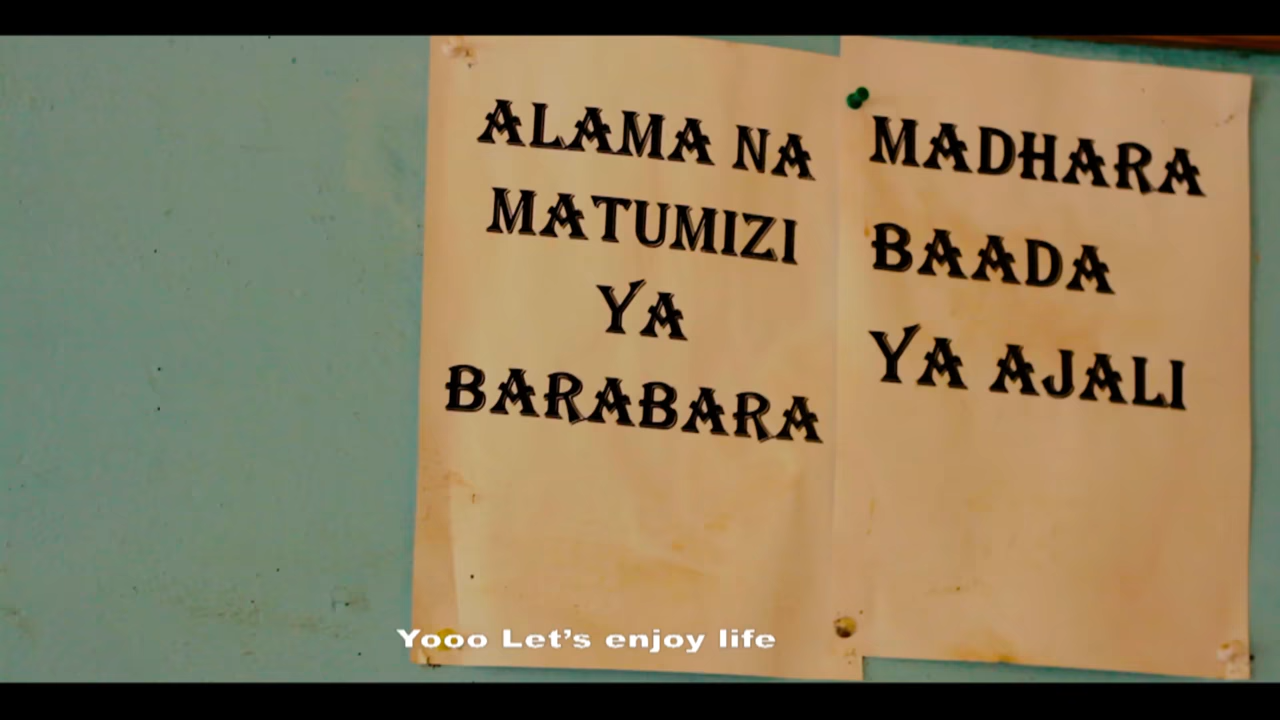 ALAMA NA
MATUMIZI
YA
BARABARA
MADHARA
BAADA
YA AJALI
Yooo Let's enjoy life